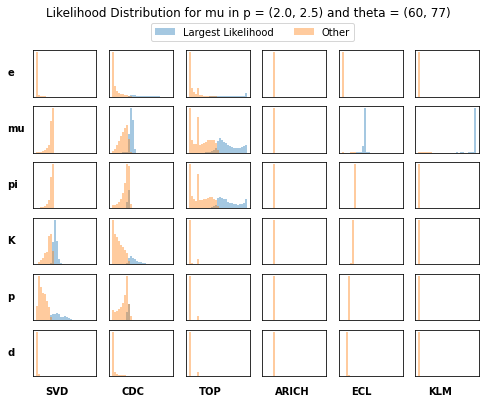 Likelihood Distribution for mu in p = (2.0, 2.5) and theta = (60, 77)
Largest Likelihood Other
e
mu
pi
K
p
d
SVD CDC TOP ARICH ECL KLM